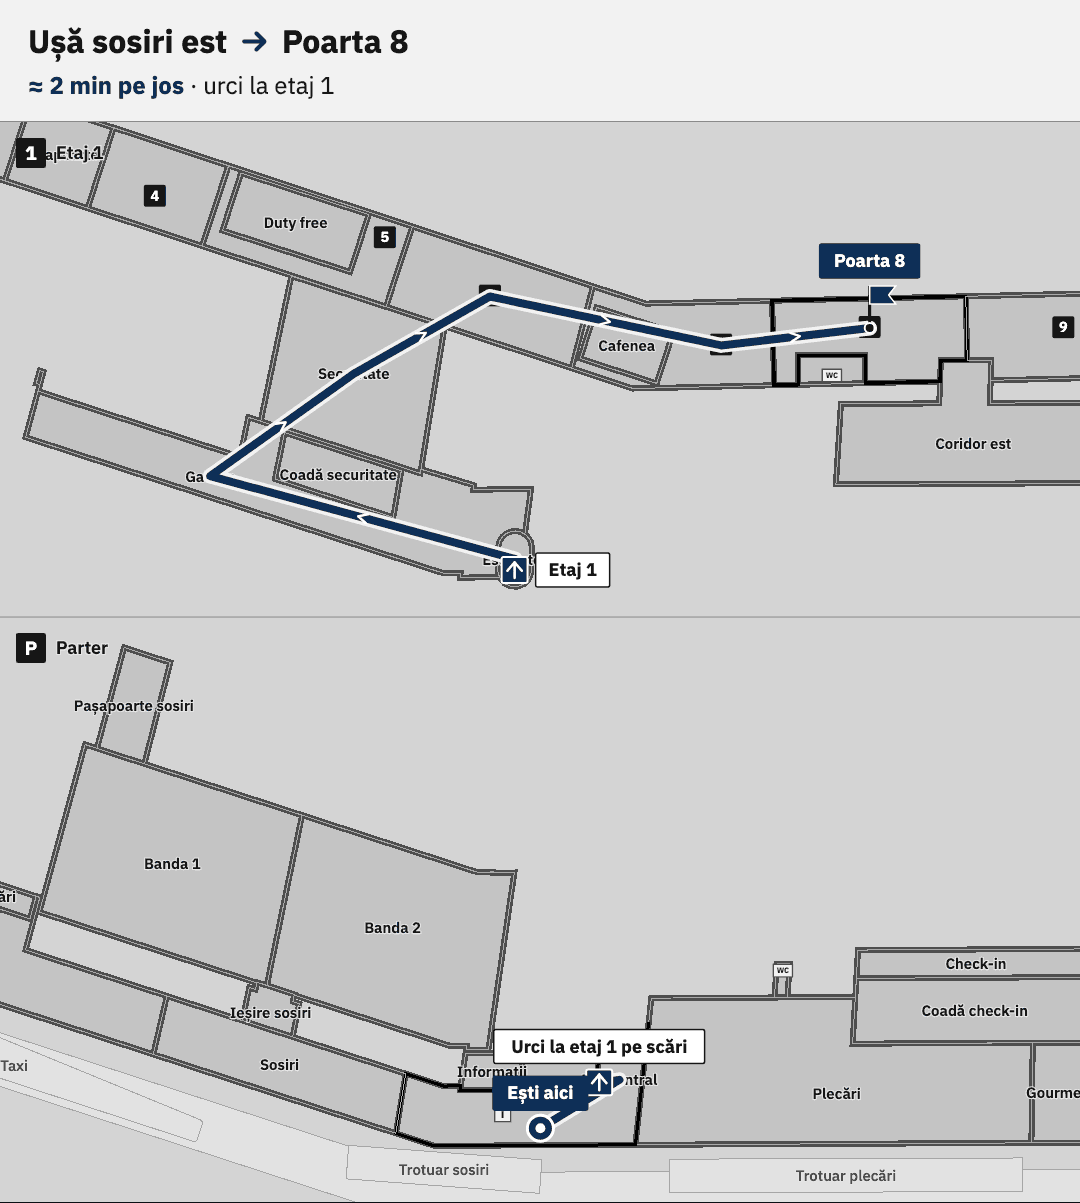 Ușă sosiri est → Poarta 8
≈ 2 min pe jos · urci la etaj 1
1 Etaj 1
4
Duty free
5
Poarta 8
9
Cafenea
WC
Coridor est
Coadă securitate
Etaj 1
P Parter
Pașapoarte sosiri
Banda 1
Banda 2
Ieșire sosiri
Check-in
WC
Coadă check-in
Urci la etaj 1 pe scări
Sosiri
Informații
Ești aici
Plecări
Taxi
Trotuar sosiri
Trotuar plecări